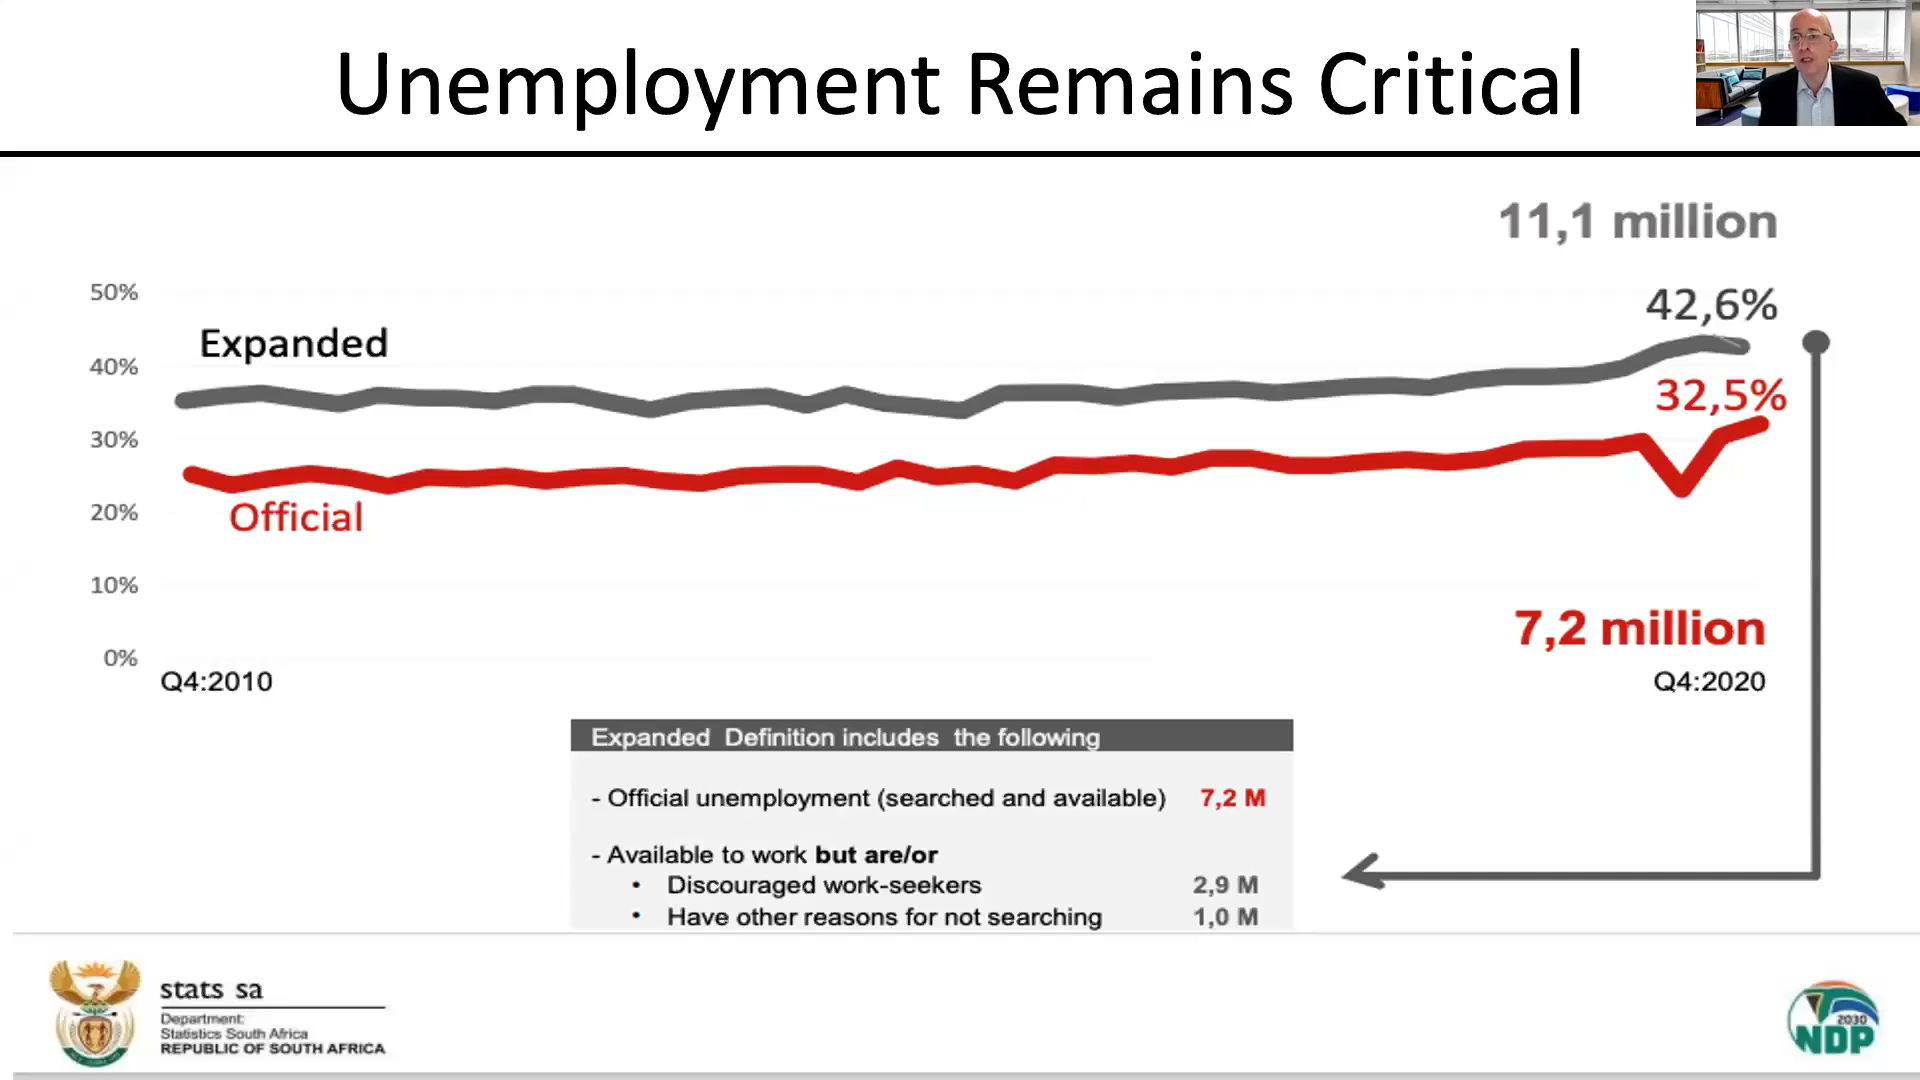 Unemployment Remains Critical
11,1 million
50%
42,6%
Expanded
40%
32,5%
30%
20%
Official
10%
7,2 million
0%
Q4:2010
Q4:2020
Expanded Definition includes the following
- Official unemployment (searched and available) 7,2 M
- Available to work but are/or
• Discouraged work-seekers 2,9 M
• Have other reasons for not searching 1,0 M
stats sa
Department:
Statistics South Africa
REPUBLIC OF SOUTH AFRICA
2030
NDP